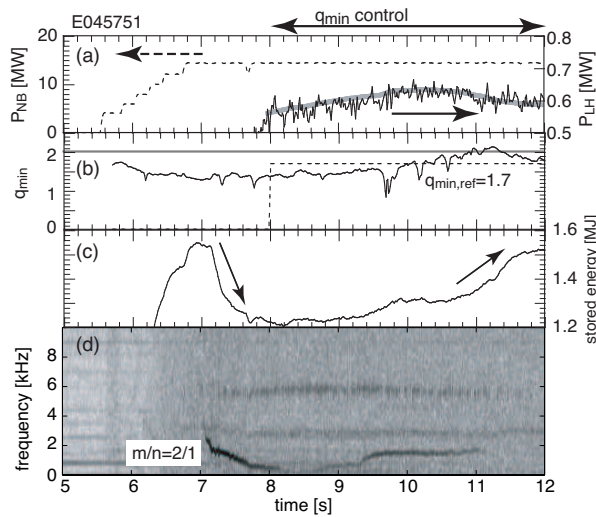 E045751
q_min control
20
(a)
0.8
P_NB [MW]
10
0.7
P_LH [MW]
0.6
0
0.5
(b)
2
q_min
1
q_min,ref=1.7
0
1.6
(c)
stored energy [MJ]
1.4
1.2
(d)
8
frequency [kHz]
6
4
2
m/n=2/1
0
5 6 7 8 9 10 11 12
time [s]